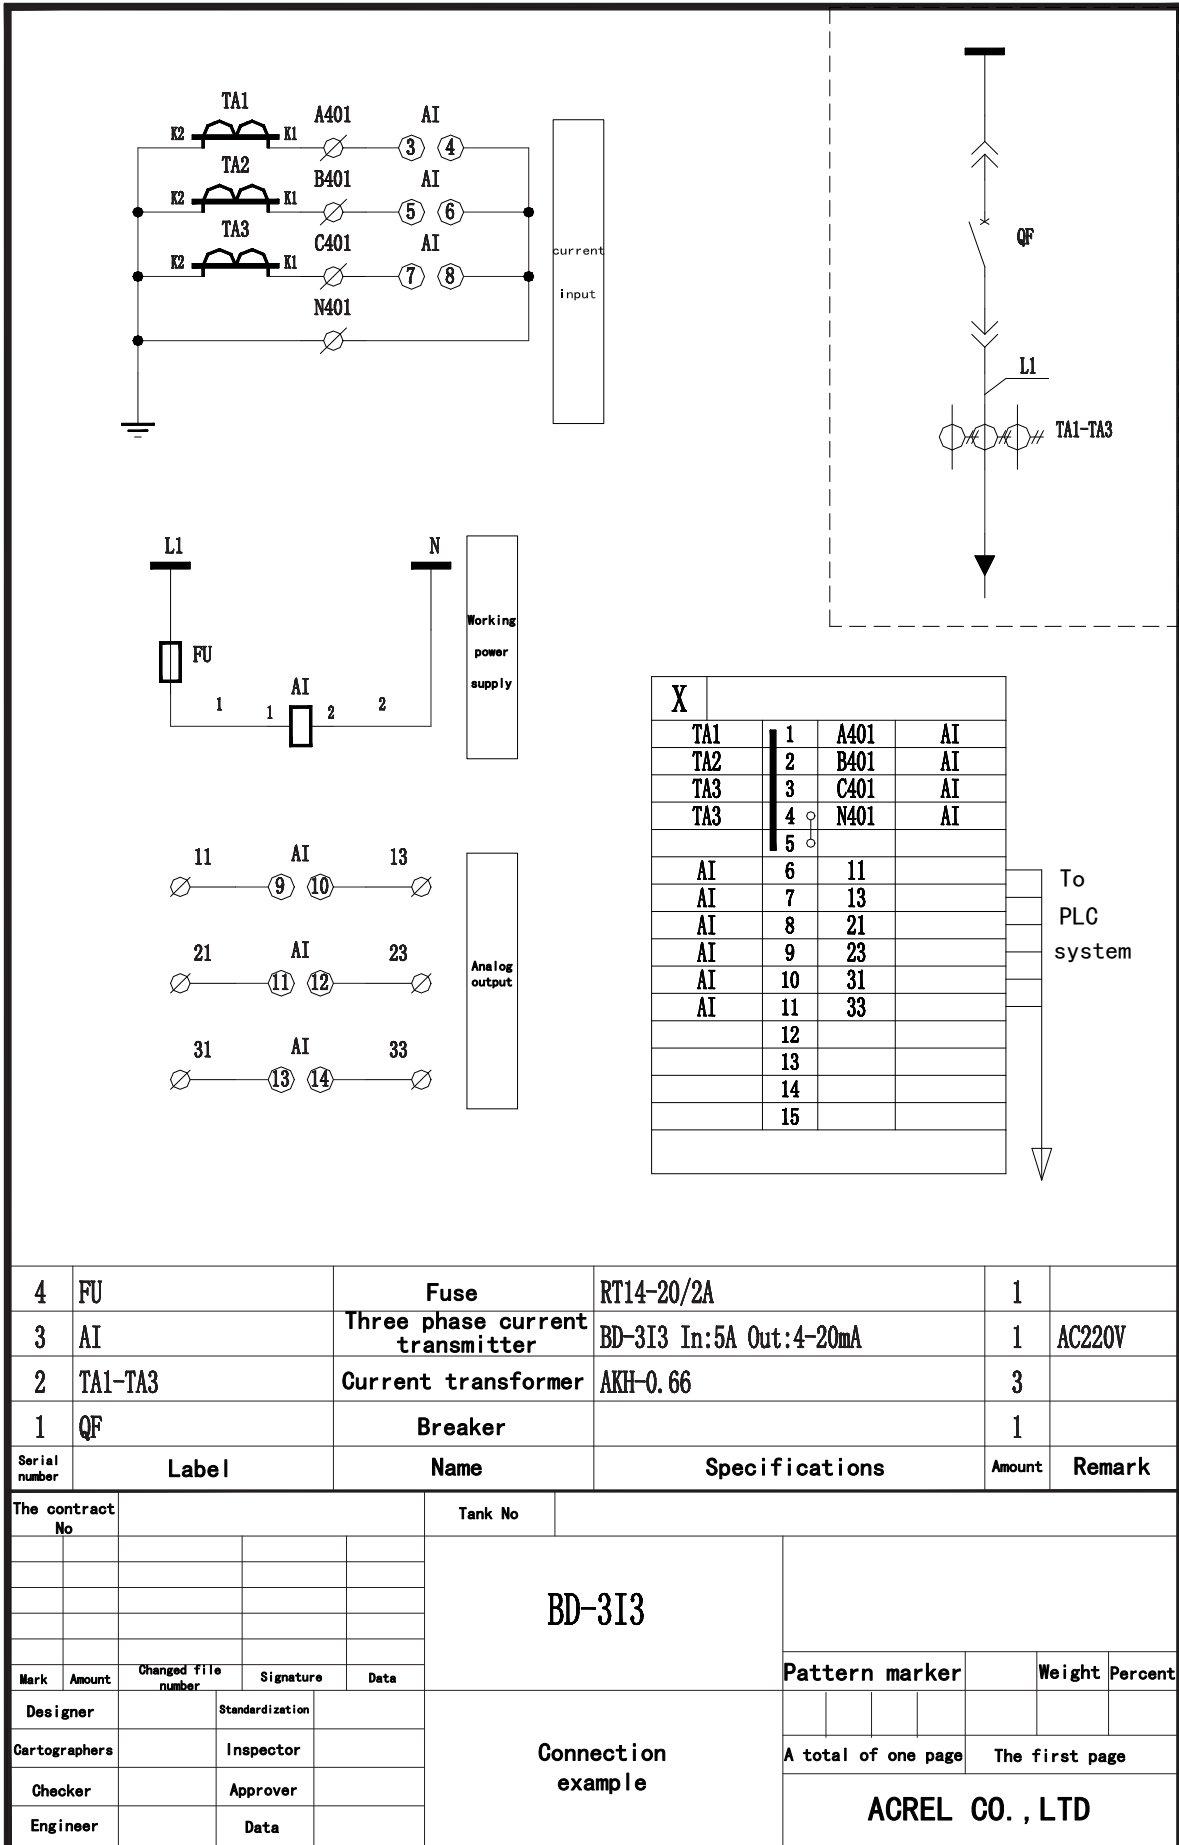 TA1 A401 AI
K2 K1 3 4
TA2 B401 AI
K2 K1 5 6
TA3 C401 AI
K2 K1 7 8
N401
current
input
QF
L1
TA1-TA3
L1 N
FU
1 1 AI 2 2
Working
power
supply
11 AI 13
9 10
21 AI 23
11 12
31 AI 33
13 14
Analog
output
X
TA1 1 A401 AI
TA2 2 B401 AI
TA3 3 C401 AI
TA3 4 N401 AI
5
AI 6 11
AI 7 13
AI 8 21
AI 9 23
AI 10 31
AI 11 33
12
13
14
15
To
PLC
system
4 FU Fuse RT14-20/2A 1
3 AI Three phase current transmitter BD-3I3 In:5A Out:4-20mA 1 AC220V
2 TA1-TA3 Current transformer AKH-0.66 3
1 QF Breaker 1
Serial number Label Name Specifications Amount Remark
The contract No Tank No
BD-3I3
Mark Amount Changed file number Signature Data
Pattern marker Weight Percent
Designer Standardization
Cartographers Inspector
Checker Approver
Engineer Data
Connection
example
A total of one page The first page
ACREL CO.,LTD